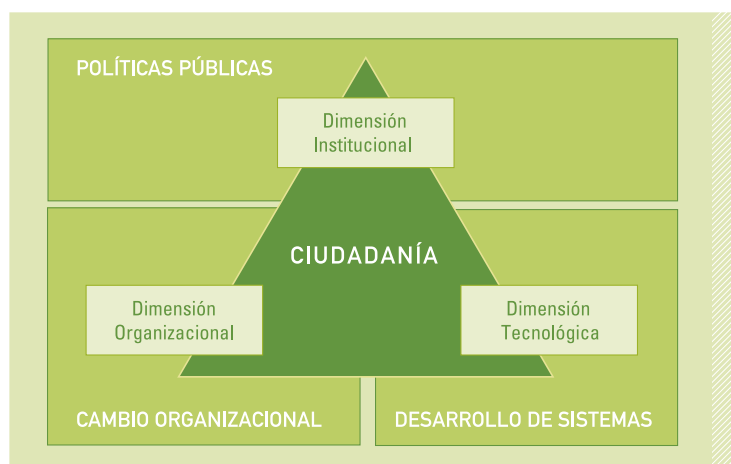 POLÍTICAS PÚBLICAS
Dimensión
Institucional
CIUDADANÍA
Dimensión
Organizacional
Dimensión
Tecnológica
CAMBIO ORGANIZACIONAL
DESARROLLO DE SISTEMAS